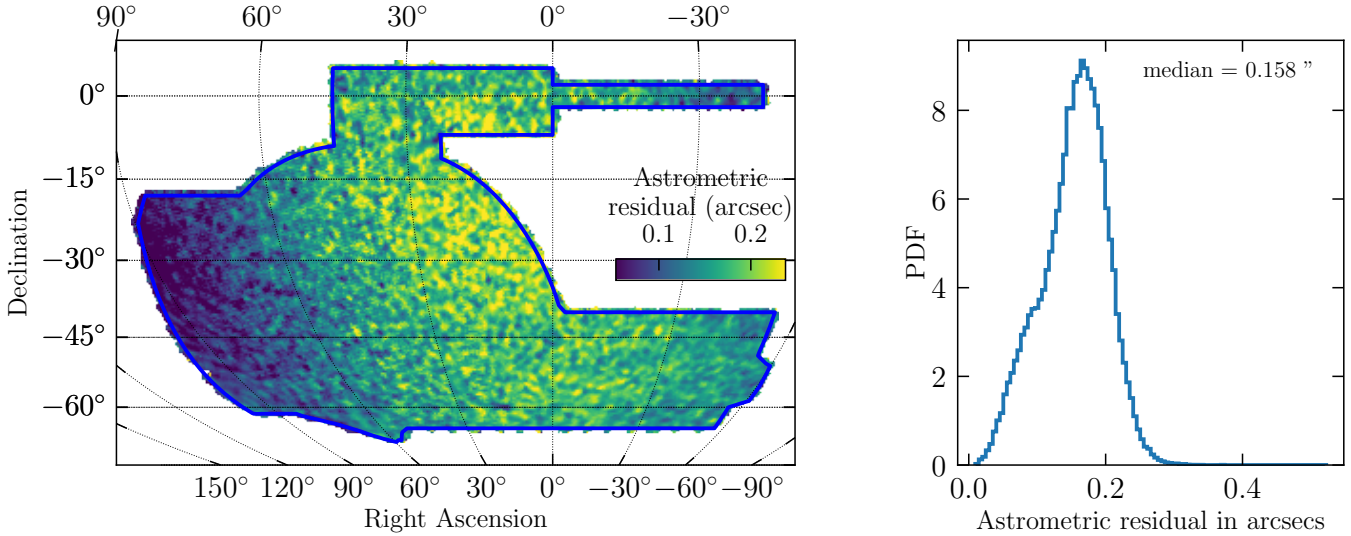 90° 60° 30° 0° −30°
0°
−15°
−30°
−45°
−60°
Declination
Astrometric
residual (arcsec)
0.1 0.2
150° 120° 90° 60° 30° 0° −30° −60° −90°
Right Ascension
median = 0.158 ”
8
6
4
2
0
PDF
0.0 0.2 0.4
Astrometric residual in arcsecs